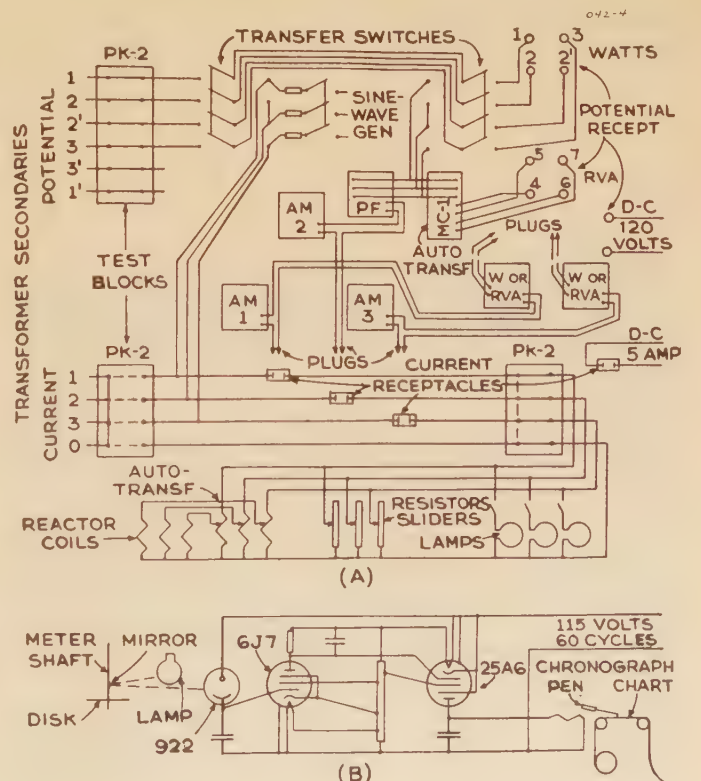 042-4
PK-2
TRANSFER SWITCHES
TRANSFORMER SECONDARIES
POTENTIAL
1
2
2'
3
3'
1'
SINE-
WAVE
GEN
1
2
3
2'
WATTS
POTENTIAL
RECEPT
5
7
4
6
RVA
D-C
120
VOLTS
AM
2
PF
MC-1
AUTO
TRANSF
PLUGS
TEST
BLOCKS
AM
1
AM
3
W OR
RVA
W OR
RVA
D-C
5 AMP
CURRENT
PK-2
1
2
3
0
PLUGS
CURRENT
RECEPTACLES
PK-2
AUTO-
TRANSF
REACTOR
COILS
RESISTORS
SLIDERS
LAMPS
(A)
METER
SHAFT
MIRROR
DISK
LAMP
922
6J7
25A6
115 VOLTS
60 CYCLES
CHRONOGRAPH
PEN
CHART
(B)